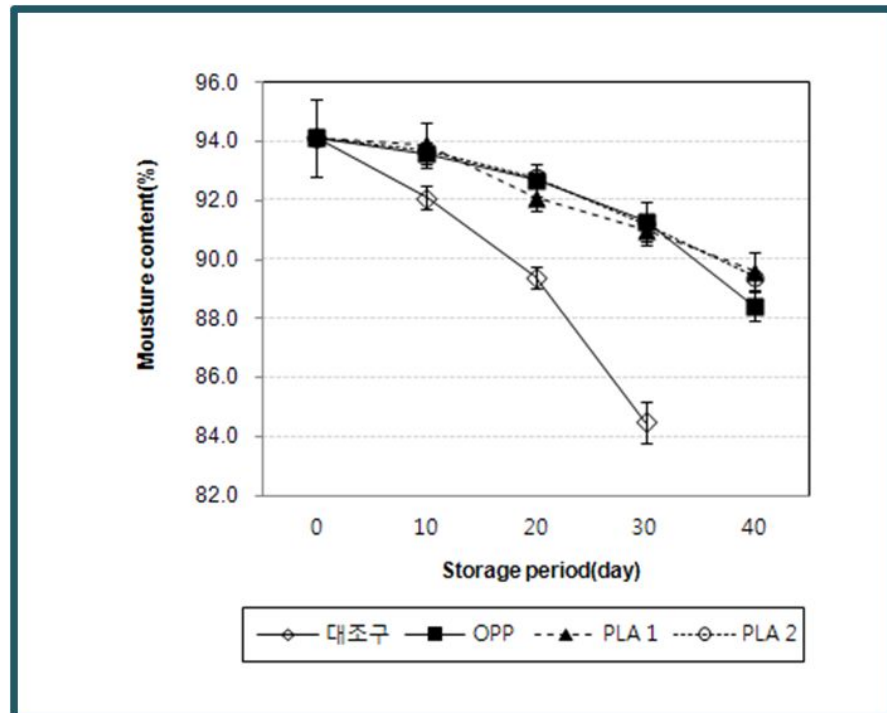 96.0
94.0
92.0
90.0
88.0
86.0
84.0
82.0
Mousture content(%)
0 10 20 30 40
Storage period(day)
대조구 OPP PLA 1 PLA 2